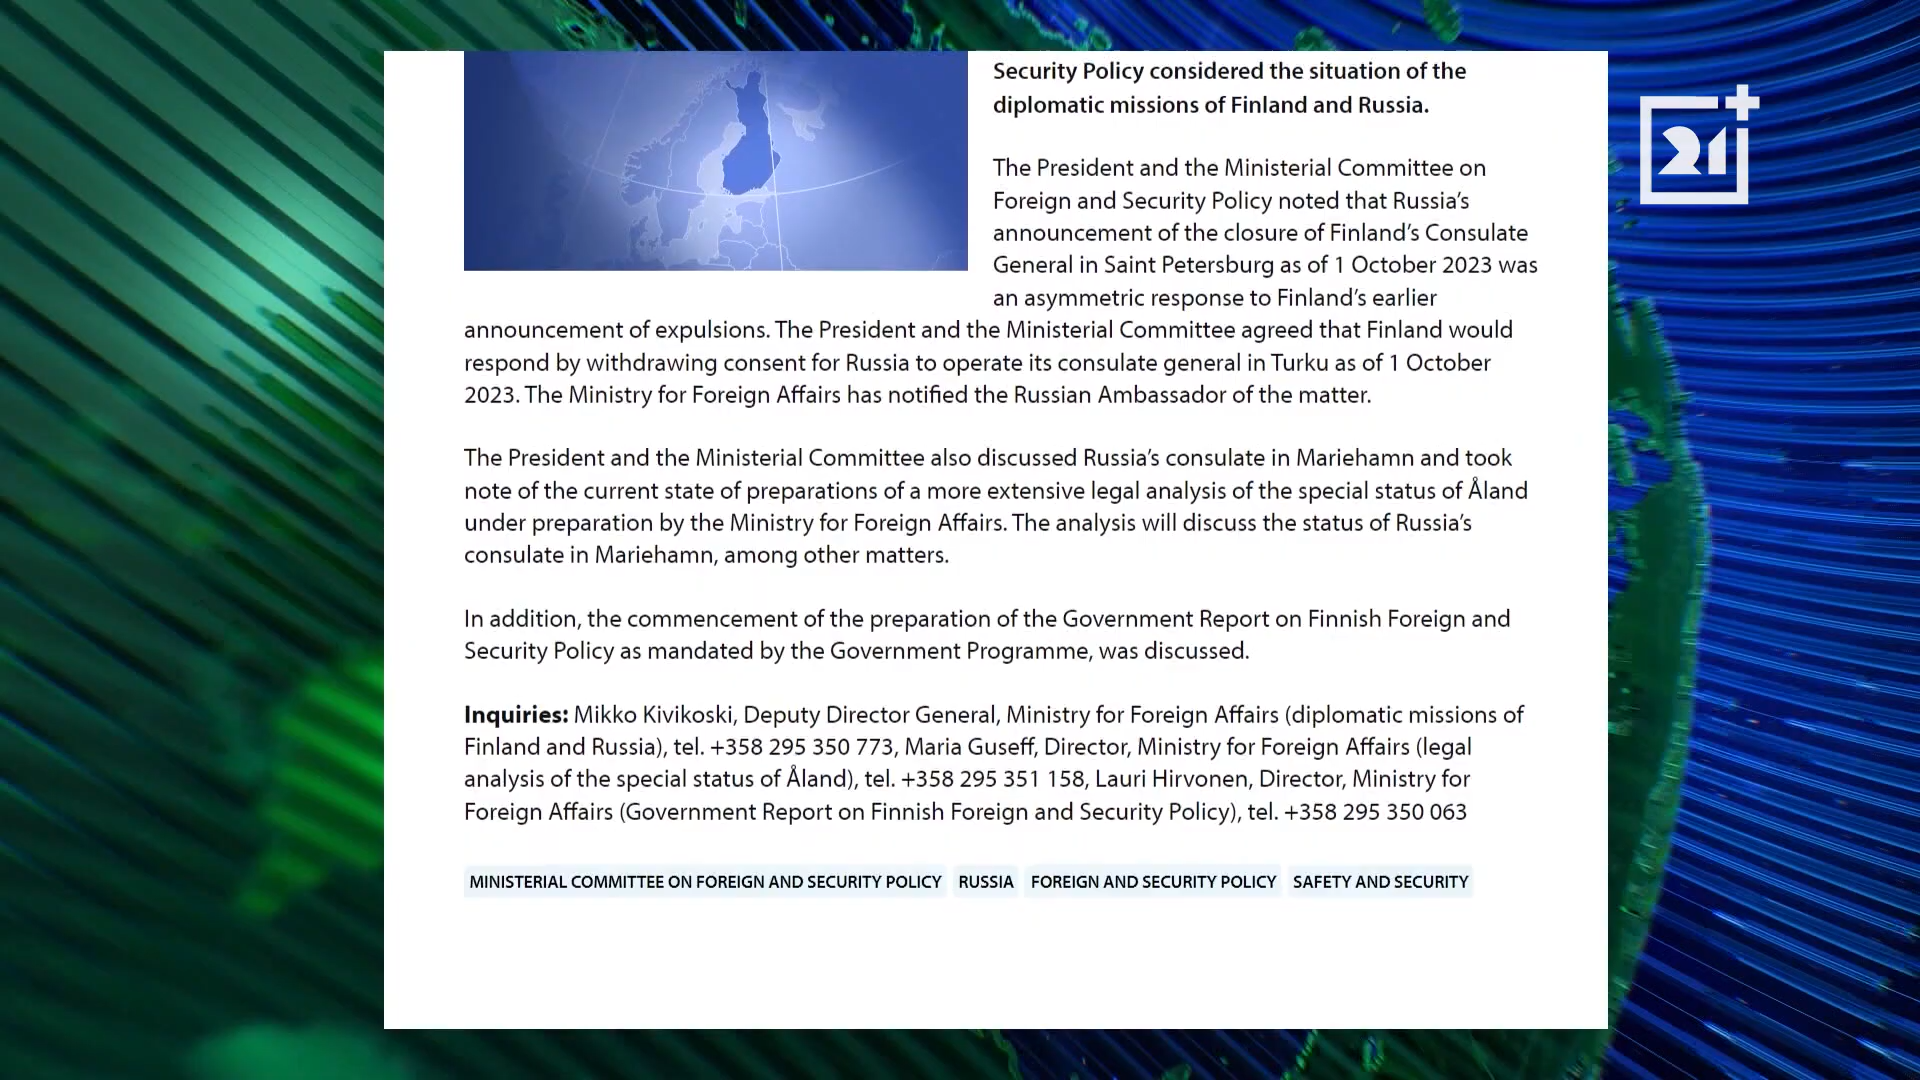 Security Policy considered the situation of the
diplomatic missions of Finland and Russia.
The President and the Ministerial Committee on
Foreign and Security Policy noted that Russia’s
announcement of the closure of Finland’s Consulate
General in Saint Petersburg as of 1 October 2023 was
an asymmetric response to Finland’s earlier
announcement of expulsions. The President and the Ministerial Committee agreed that Finland would
respond by withdrawing consent for Russia to operate its consulate general in Turku as of 1 October
2023. The Ministry for Foreign Affairs has notified the Russian Ambassador of the matter.
The President and the Ministerial Committee also discussed Russia’s consulate in Mariehamn and took
note of the current state of preparations of a more extensive legal analysis of the special status of Åland
under preparation by the Ministry for Foreign Affairs. The analysis will discuss the status of Russia’s
consulate in Mariehamn, among other matters.
In addition, the commencement of the preparation of the Government Report on Finnish Foreign and
Security Policy as mandated by the Government Programme, was discussed.
Inquiries: Mikko Kivikoski, Deputy Director General, Ministry for Foreign Affairs (diplomatic missions of
Finland and Russia), tel. +358 295 350 773, Maria Guseff, Director, Ministry for Foreign Affairs (legal
analysis of the special status of Åland), tel. +358 295 351 158, Lauri Hirvonen, Director, Ministry for
Foreign Affairs (Government Report on Finnish Foreign and Security Policy), tel. +358 295 350 063
MINISTERIAL COMMITTEE ON FOREIGN AND SECURITY POLICY RUSSIA FOREIGN AND SECURITY POLICY SAFETY AND SECURITY
21+